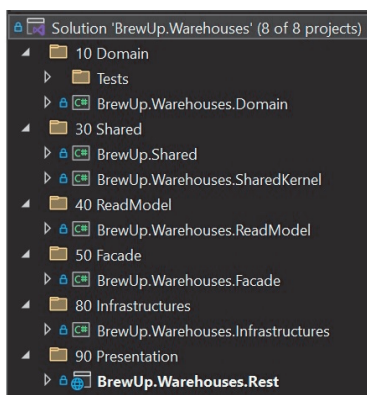 Solution 'BrewUp.Warehouses' (8 of 8 projects)
10 Domain
Tests
C# BrewUp.Warehouses.Domain
30 Shared
C# BrewUp.Shared
C# BrewUp.Warehouses.SharedKernel
40 ReadModel
C# BrewUp.Warehouses.ReadModel
50 Facade
C# BrewUp.Warehouses.Facade
80 Infrastructures
C# BrewUp.Warehouses.Infrastructures
90 Presentation
BrewUp.Warehouses.Rest